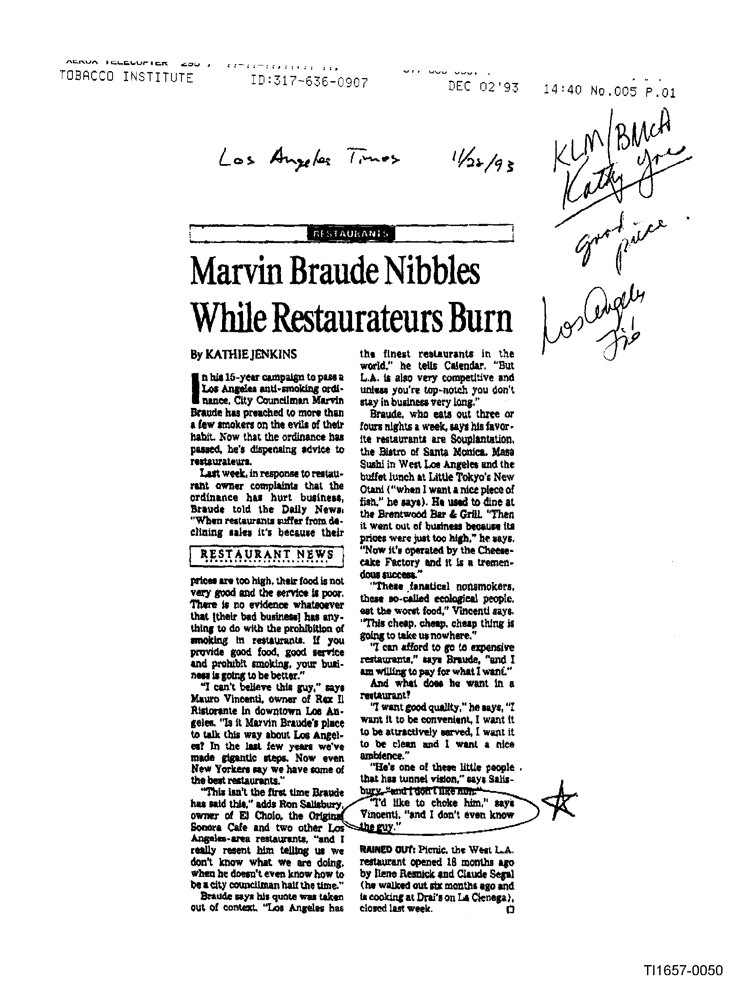 XEROX TELECOPIER 295
TOBACCO INSTITUTE ID:317-636-0907 DEC 02'93 14:40 No.005 P.01
Los Angeles Times 11/28/93
KLM/BMcA
Kathy
good
piece.
Los Angeles
RESTAURANTS
Marvin Braude Nibbles
While Restaurateurs Burn
By KATHIE JENKINS
In his 15-year campaign to pass a
Los Angeles anti-smoking ordi-
nance, City Councilman Marvin
Braude has preached to more than
a few smokers on the evils of their
habit. Now that the ordinance has
passed, he's dispensing advice to
restaurateurs.
Last week, in response to restau-
rant owner complaints that the
ordinance has hurt business,
Braude told the Daily News:
"When restaurants suffer from de-
clining sales it's because their
RESTAURANT NEWS
prices are too high, their food is not
very good and the service is poor.
There is no evidence whatsoever
that [their bad business] has any-
thing to do with the prohibition of
smoking in restaurants. If you
provide good food, good service
and prohibit smoking, your busi-
ness is going to be better."
"I can't believe this guy," says
Mauro Vincenti, owner of Rex Il
Ristorante in downtown Los An-
geles. "Is it Marvin Braude's place
to talk this way about Los Angel-
es? In the last few years we've
made gigantic steps. Now even
New Yorkers say we have some of
the best restaurants."
"This isn't the first time Braude
has said this," adds Ron Salisbury,
owner of El Cholo, the Original
Sonora Cafe and two other Los
Angeles-area restaurants, "and I
really resent him telling us we
don't know what we are doing,
when he doesn't even know how to
be a city councilman half the time."
Braude says his quote was taken
out of context. "Los Angeles has
the finest restaurants in the
world," he tells Calendar. "But
L.A. is also very competitive and
unless you're top-notch you don't
stay in business very long."
Braude, who eats out three or
fours nights a week, says his favor-
ite restaurants are Souplantation,
the Bistro of Santa Monica, Masa
Sushi in West Los Angeles and the
buffet lunch at Little Tokyo's New
Otani ("when I want a nice piece of
fish," he says). He used to dine at
the Brentwood Bar & Grill. "Then
it went out of business because its
prices were just too high," he says.
"Now it's operated by the Cheese-
cake Factory and it is a tremen-
dous success."
"These fanatical nonsmokers,
these so-called ecological people,
eat the worst food," Vincenti says.
"This cheap, cheap, cheap thing is
going to take us nowhere."
"I can afford to go to expensive
restaurants," says Braude, "and I
am willing to pay for what I want."
And what does he want in a
restaurant?
"I want good quality," he says, "I
want it to be convenient, I want it
to be attractively served, I want it
to be clean and I want a nice
ambience."
"He's one of these little people
that has tunnel vision," says Salis-
bury, "and I don't like him."
"I'd like to choke him," says
Vincenti, "and I don't even know
the guy."
RAINED OUT: Picnic, the West L.A.
restaurant opened 18 months ago
by Ilene Resnick and Claude Segal
(he walked out six months ago and
is cooking at Drai's on La Cienega),
closed last week.
TI1657-0050